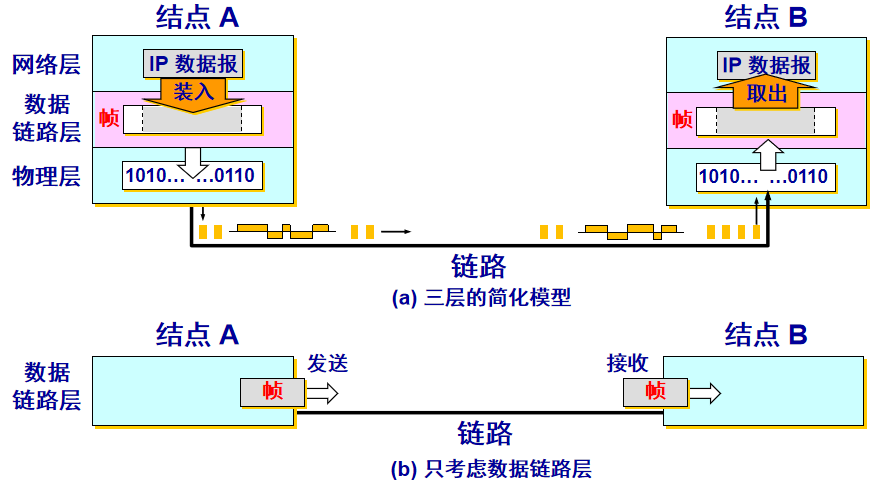 结点 A
结点 B
网络层
IP 数据报
IP 数据报
装入
取出
数据
链路层
帧
帧
物理层
1010… …0110
1010… …0110
链路
(a) 三层的简化模型
结点 A
结点 B
数据
链路层
发送
接收
帧
帧
链路
(b) 只考虑数据链路层